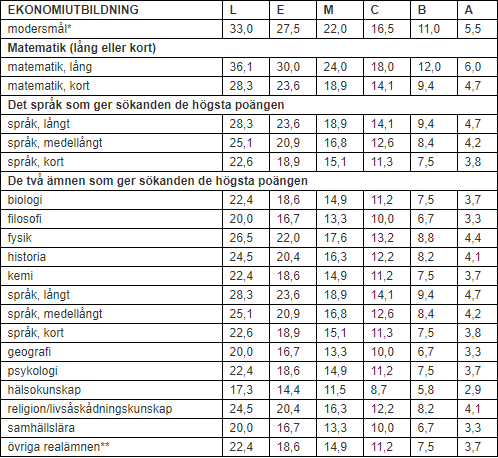 EKONOMIUTBILDNING L E M C B A
modersmål* 33,0 27,5 22,0 16,5 11,0 5,5
Matematik (lång eller kort)
matematik, lång 36,1 30,0 24,0 18,0 12,0 6,0
matematik, kort 28,3 23,6 18,9 14,1 9,4 4,7
Det språk som ger sökanden de högsta poängen
språk, långt 28,3 23,6 18,9 14,1 9,4 4,7
språk, medellångt 25,1 20,9 16,8 12,6 8,4 4,2
språk, kort 22,6 18,9 15,1 11,3 7,5 3,8
De två ämnen som ger sökanden de högsta poängen
biologi 22,4 18,6 14,9 11,2 7,5 3,7
filosofi 20,0 16,7 13,3 10,0 6,7 3,3
fysik 26,5 22,0 17,6 13,2 8,8 4,4
historia 24,5 20,4 16,3 12,2 8,2 4,1
kemi 22,4 18,6 14,9 11,2 7,5 3,7
språk, långt 28,3 23,6 18,9 14,1 9,4 4,7
språk, medellångt 25,1 20,9 16,8 12,6 8,4 4,2
språk, kort 22,6 18,9 15,1 11,3 7,5 3,8
geografi 20,0 16,7 13,3 10,0 6,7 3,3
psykologi 22,4 18,6 14,9 11,2 7,5 3,7
hälsokunskap 17,3 14,4 11,5 8,7 5,8 2,9
religion/livsåskådningskunskap 24,5 20,4 16,3 12,2 8,2 4,1
samhällslära 20,0 16,7 13,3 10,0 6,7 3,3
övriga realämnen** 22,4 18,6 14,9 11,2 7,5 3,7